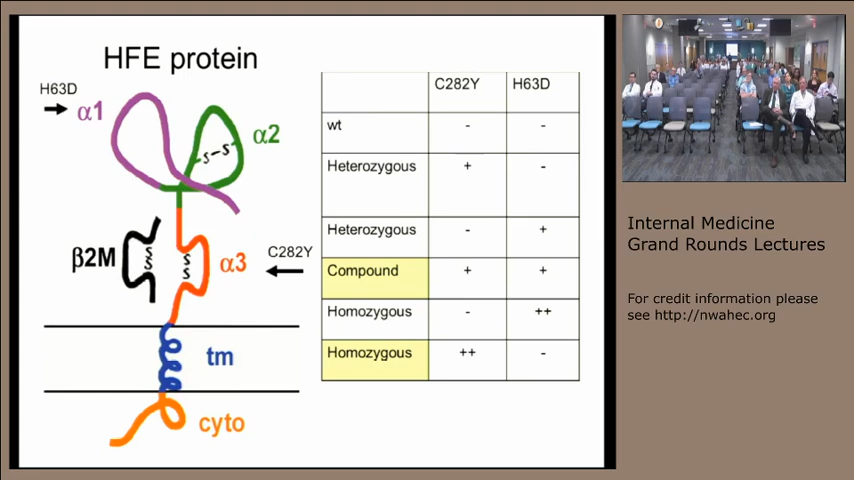 HFE protein
H63D
α1
α2
s-s
β2M
s
s
s
s
s
s
α3
C282Y
tm
cyto
C282Y H63D
wt - -
Heterozygous + -
Heterozygous - +
Compound + +
Homozygous - ++
Homozygous ++ -
Internal Medicine
Grand Rounds Lectures
For credit information please
see http://nwahec.org